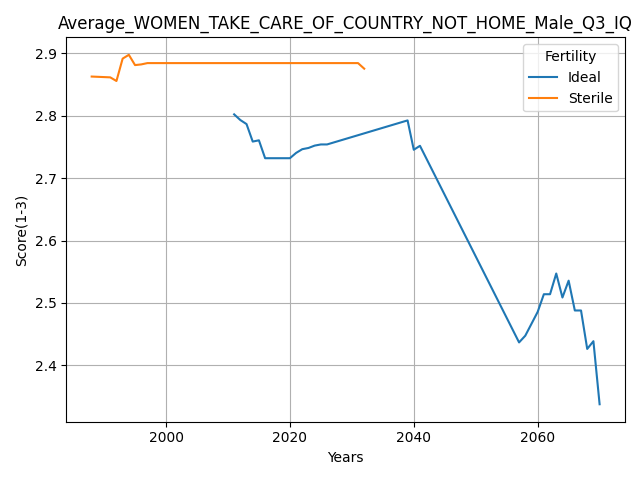 Average_WOMEN_TAKE_CARE_OF_COUNTRY_NOT_HOME_Male_Q3_IQ
Fertility
Ideal
Sterile
Score(1-3)
2.9
2.8
2.7
2.6
2.5
2.4
2000
2020
2040
2060
Years